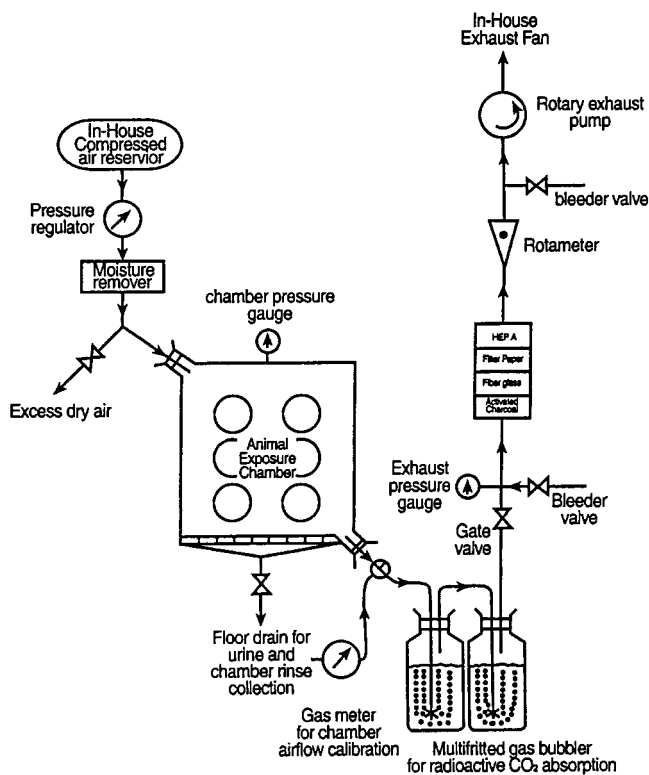 In-House
Exhaust Fan
Rotary exhaust
pump
In-House
Compressed
air reservior
bleeder valve
Pressure
regulator
Rotameter
Moisture
remover
chamber pressure
gauge
HEP A
Filter Paper
Fiber glass
Activated
Charcoal
Excess dry air
Animal
Exposure
Chamber
Exhaust
pressure
gauge
Bleeder
valve
Gate
valve
Floor drain for
urine and
chamber rinse
collection
Gas meter
for chamber
airflow calibration
Multifritted gas bubbler
for radioactive CO₂ absorption